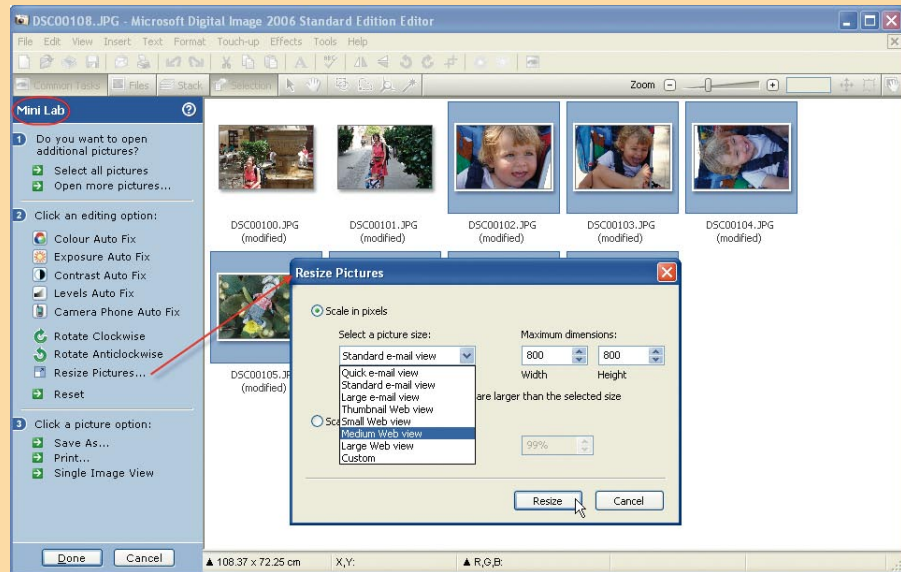 DSC00108.JPG - Microsoft Digital Image 2006 Standard Edition Editor
File Edit View Insert Text Format Touch-up Effects Tools Help
Common Tasks Files Stack Selection Zoom
Mini Lab
1 Do you want to open
additional pictures?
Select all pictures
Open more pictures...
2 Click an editing option:
Colour Auto Fix
Exposure Auto Fix
Contrast Auto Fix
Levels Auto Fix
Camera Phone Auto Fix
Rotate Clockwise
Rotate Anticlockwise
Resize Pictures...
Reset
3 Click a picture option:
Save As...
Print...
Single Image View
Done Cancel
DSC00100.JPG DSC00101.JPG DSC00102.JPG DSC00103.JPG DSC00104.JPG
(modified) (modified) (modified) (modified) (modified)
DSC00105.J
(modified)
Resize Pictures
Scale in pixels
Select a picture size: Maximum dimensions:
Standard e-mail view 800 800
Width Height
Quick e-mail view
Standard e-mail view
Large e-mail view
are larger than the selected size
Thumbnail Web view
Sca
Small Web view
Medium Web view
Large Web view
99%
Custom
Resize Cancel
108.37 x 72.25 cm X,Y: R,G,B: